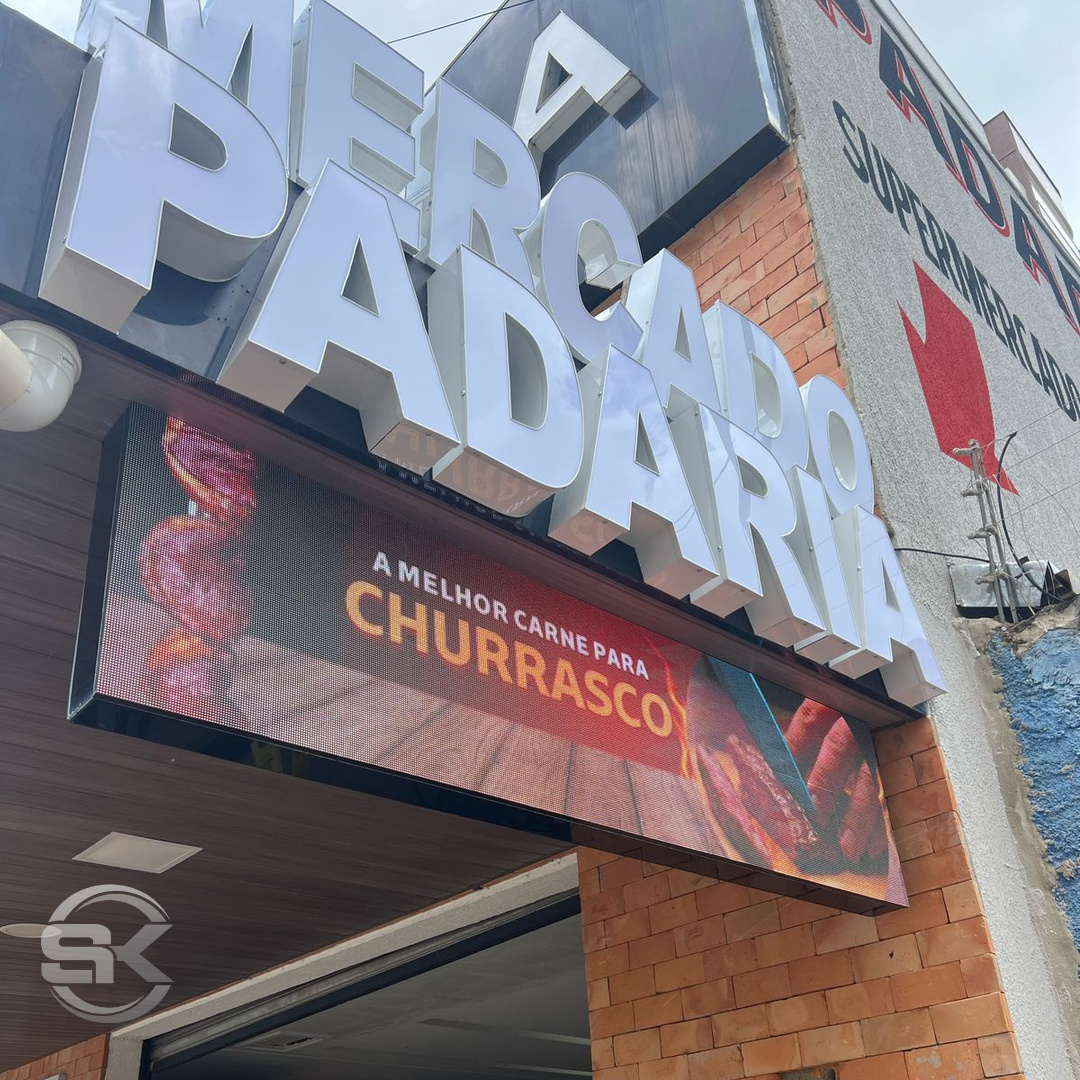 A
MERCADO
PADARIA
A MELHOR CARNE PARA
CHURRASCO
SUPERMERCADO
SK